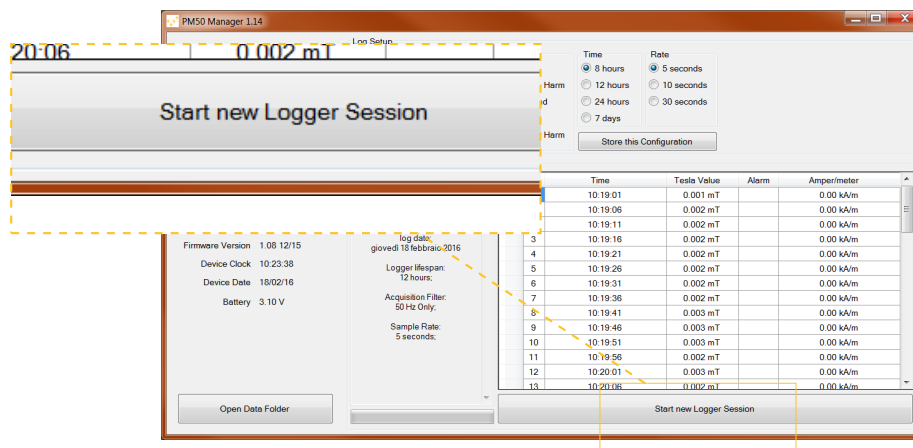 PM50 Manager 1.14
Log Setup
20:06 0.002 mT
Start new Logger Session
Time Rate
8 hours 5 seconds
Harm 12 hours 10 seconds
24 hours 30 seconds
7 days
Harm Store this Configuration
Time Tesla Value Alarm Amper/meter
10:19:01 0.001 mT 0.00 kA/m
10:19:06 0.002 mT 0.00 kA/m
10:19:11 0.002 mT 0.00 kA/m
3 10:19:16 0.002 mT 0.00 kA/m
4 10:19:21 0.002 mT 0.00 kA/m
5 10:19:26 0.002 mT 0.00 kA/m
6 10:19:31 0.002 mT 0.00 kA/m
7 10:19:36 0.002 mT 0.00 kA/m
8 10:19:41 0.003 mT 0.00 kA/m
9 10:19:46 0.003 mT 0.00 kA/m
10 10:19:51 0.003 mT 0.00 kA/m
11 10:19:56 0.002 mT 0.00 kA/m
12 10:20:01 0.003 mT 0.00 kA/m
13 10:20:06 0.002 mT 0.00 kA/m
Firmware Version 1.08 12/15
Device Clock 10:23:38
Device Date 18/02/16
Battery 3.10 V
log date:
giovedì 18 febbraio 2016
Logger lifespan:
12 hours;
Acquisition Filter:
50 Hz Only;
Sample Rate:
5 seconds;
Open Data Folder
Start new Logger Session